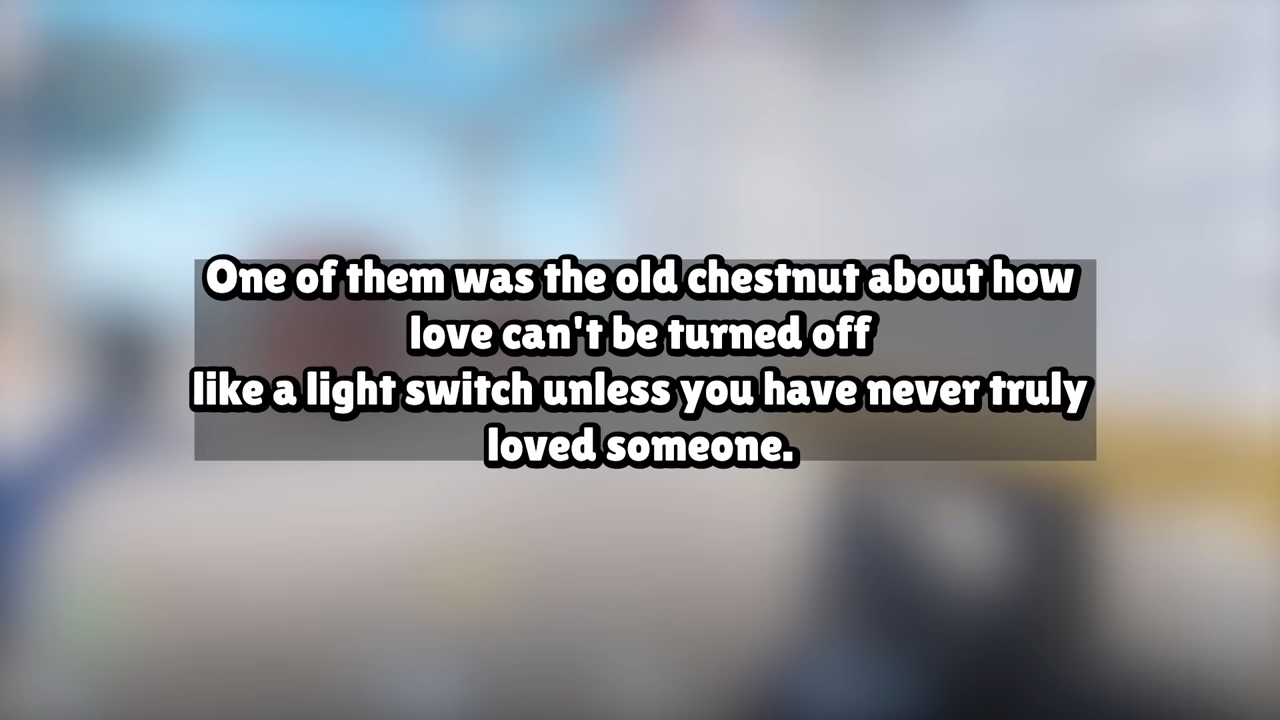 One of them was the old chestnut about how
love can't be turned off
like a light switch unless you have never truly
loved someone.